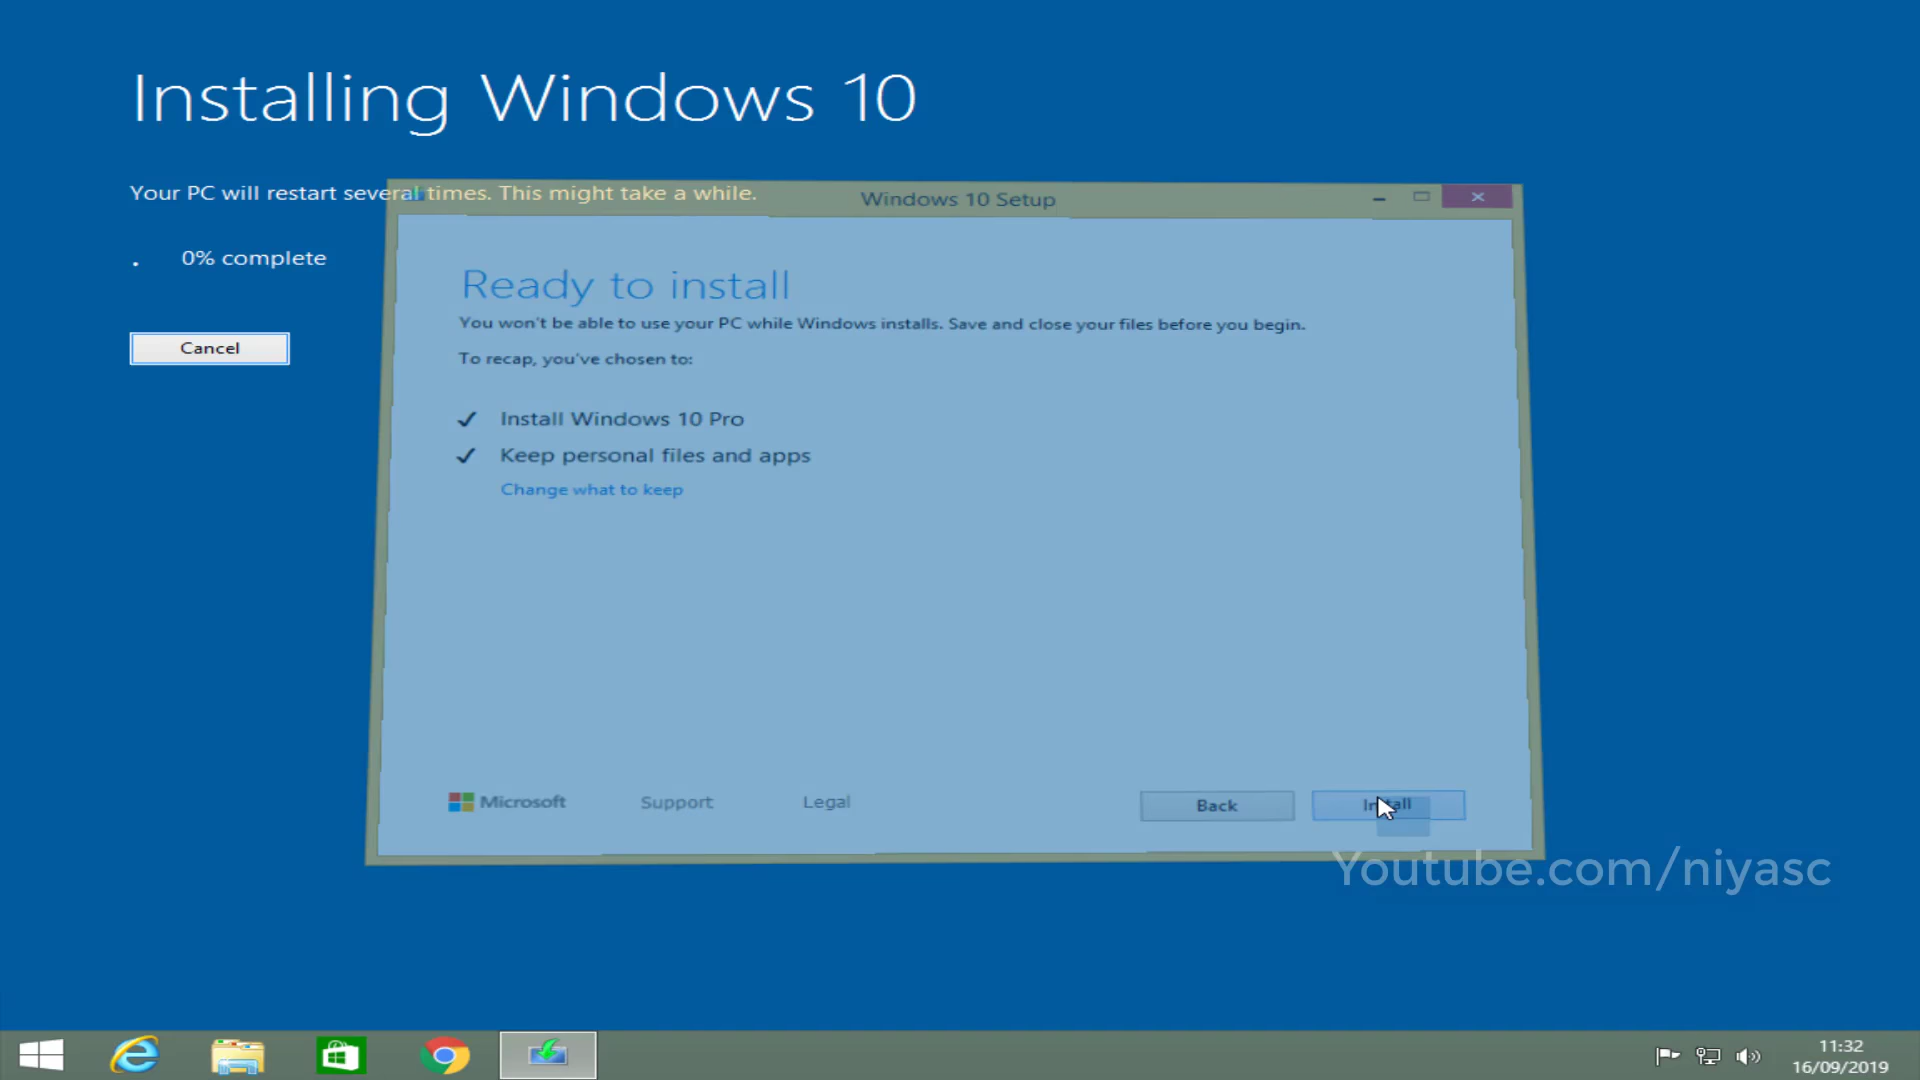 Installing Windows 10
Your PC will restart several times. This might take a while.
0% complete
Cancel
Windows 10 Setup
Ready to install
You won't be able to use your PC while Windows installs. Save and close your files before you begin.
To recap, you've chosen to:
Install Windows 10 Pro
Keep personal files and apps
Change what to keep
Microsoft Support Legal Back Install
Youtube.com/niyasc
11:32
16/09/2019